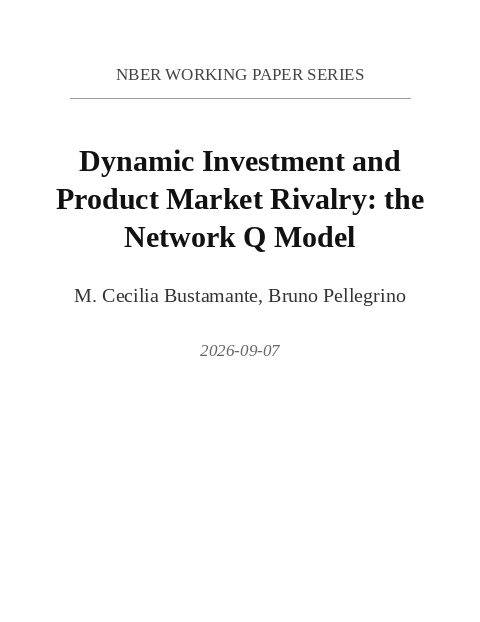 NBER WORKING PAPER SERIES
Dynamic Investment and
Product Market Rivalry: the
Network Q Model
M. Cecilia Bustamante, Bruno Pellegrino
2026-09-07